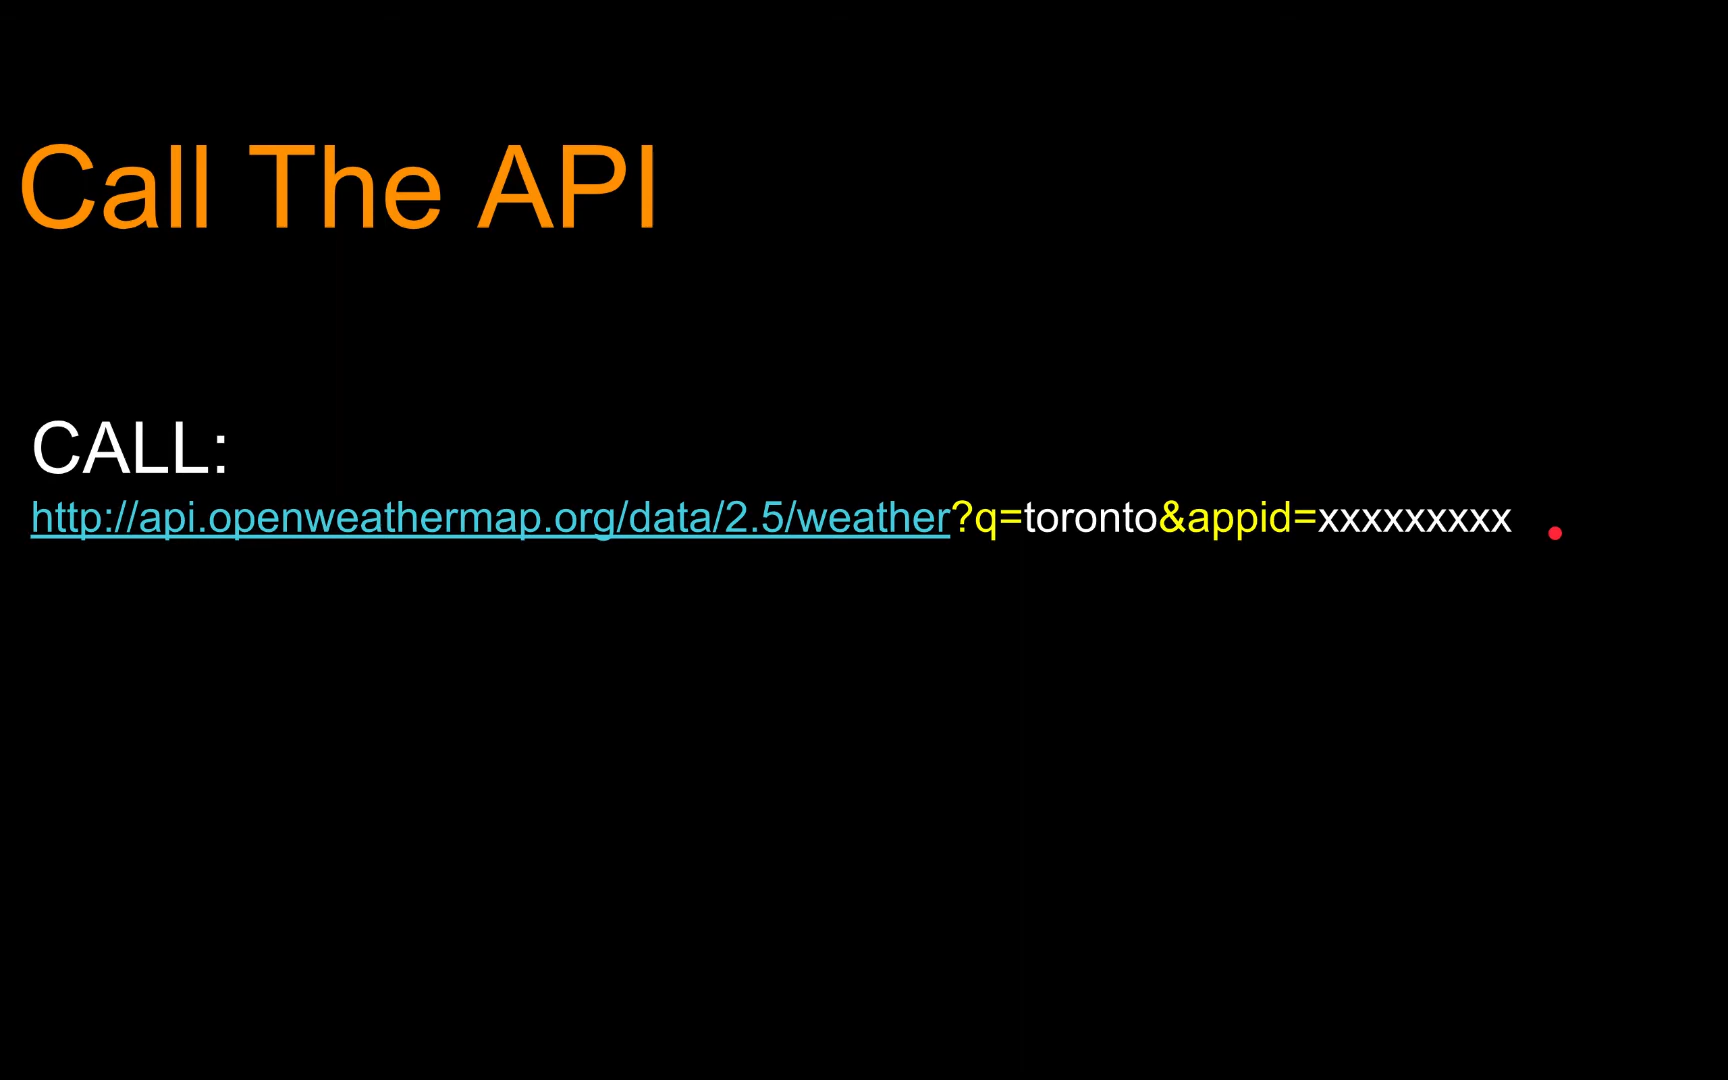 Call The API
CALL:
http://api.openweathermap.org/data/2.5/weather?q=toronto&appid=xxxxxxxxx